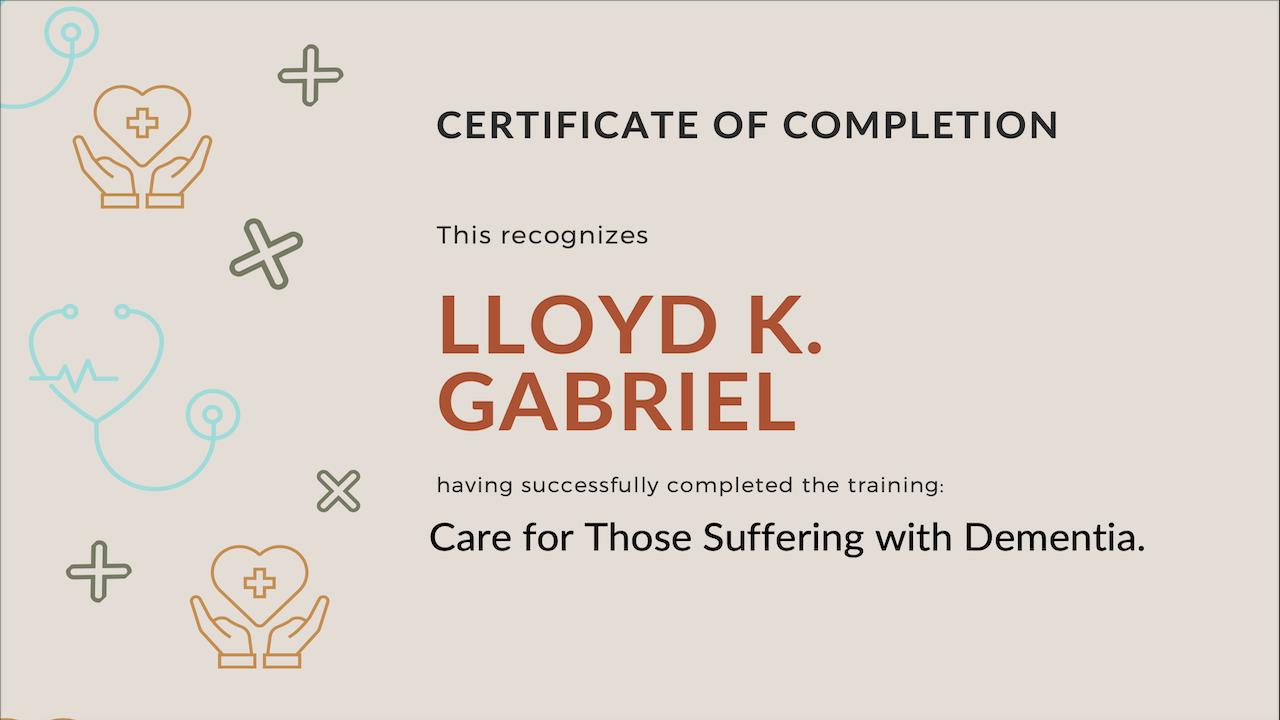 CERTIFICATE OF COMPLETION
This recognizes
LLOYD K.
GABRIEL
having successfully completed the training:
Care for Those Suffering with Dementia.